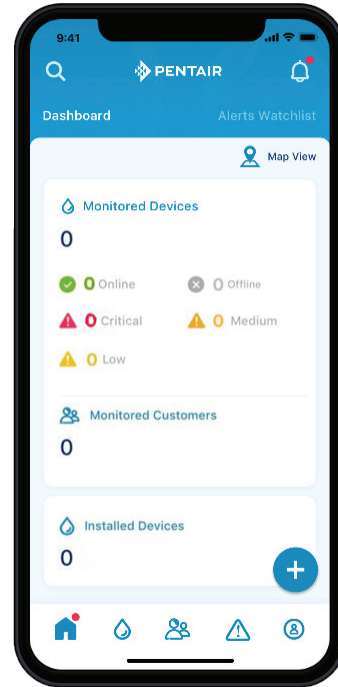 9:41
PENTAIR
Dashboard Alerts Watchlist
Map View
Monitored Devices
0
0 Online 0 Offline
0 Critical 0 Medium
0 Low
Monitored Customers
0
Installed Devices
0